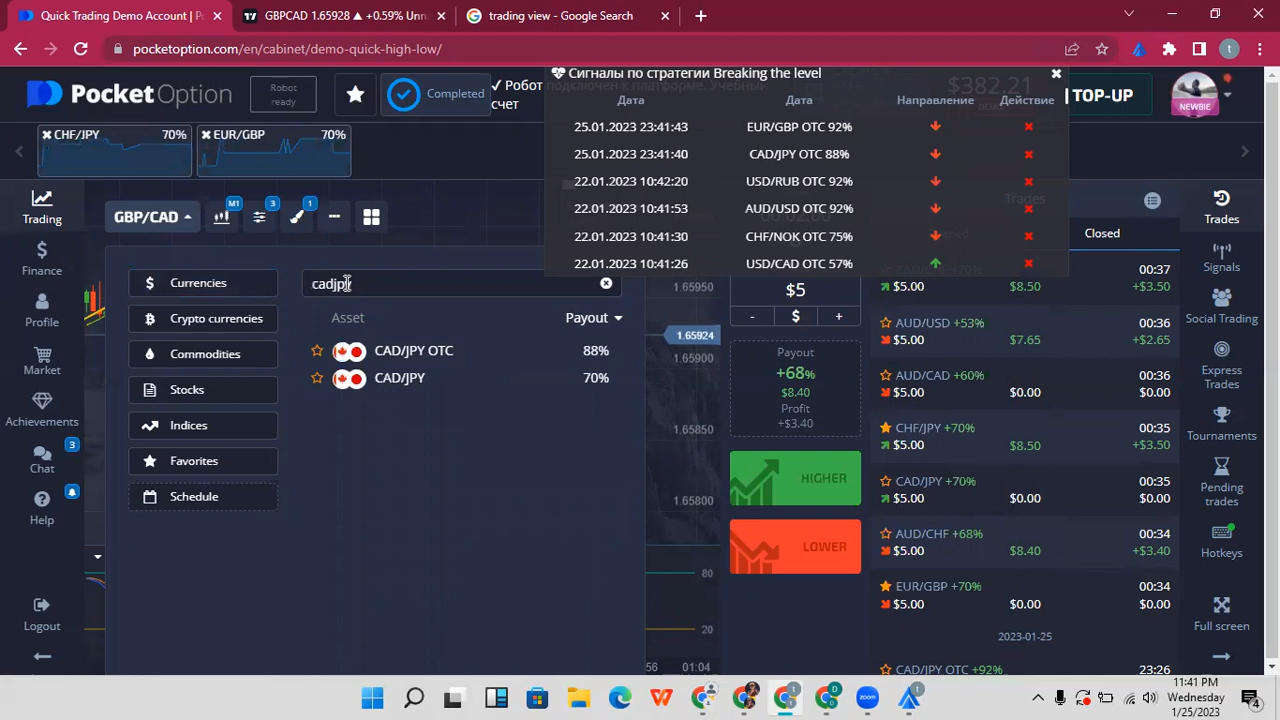 Quick Trading Demo Account |
GBPCAD 1.65928 ▲ +0.59% Unna
trading view - Google Search
pocketoption.com/en/cabinet/demo-quick-high-low/
t
PocketOption
Robot ready
Completed
✓ Робот
счет
подключен к платформе. Учебный
$382.21
TOP-UP
NEWBIE
Сигналы по стратегии Breaking the level
Дата Дата Направление Действие
25.01.2023 23:41:43 EUR/GBP OTC 92%
25.01.2023 23:41:40 CAD/JPY OTC 88%
22.01.2023 10:42:20 USD/RUB OTC 92%
22.01.2023 10:41:53 AUD/USD OTC 92%
22.01.2023 10:41:30 CHF/NOK OTC 75%
22.01.2023 10:41:26 USD/CAD OTC 57%
CHF/JPY 70%
EUR/GBP 70%
Trading
Finance
Profile
Market
Achievements
3
Chat
Help
Logout
GBP/CAD
M1
3
1
Currencies
Crypto currencies
Commodities
Stocks
Indices
Favorites
Schedule
cadjp
Asset Payout
CAD/JPY OTC 88%
CAD/JPY 70%
1.65950
1.65924
1.65900
1.65850
1.65800
80
20
56 01:04
$5
- $ +
Payout
+68%
$8.40
Profit
+$3.40
HIGHER
LOWER
Trades
Closed
00:37
$5.00 $8.50 +$3.50
AUD/USD +53% 00:36
$5.00 $7.65 +$2.65
AUD/CAD +60% 00:36
$5.00 $0.00 $0.00
CHF/JPY +70% 00:35
$5.00 $8.50 +$3.50
CAD/JPY +70% 00:35
$5.00 $0.00 $0.00
AUD/CHF +68% 00:34
$5.00 $8.40 +$3.40
EUR/GBP +70% 00:34
$5.00 $0.00 $0.00
2023-01-25
CAD/JPY OTC +92% 23:26
Trades
Signals
Social Trading
Express Trades
Tournaments
Pending trades
Hotkeys
Full screen
11:41 PM
Wednesday
1/25/2023
4